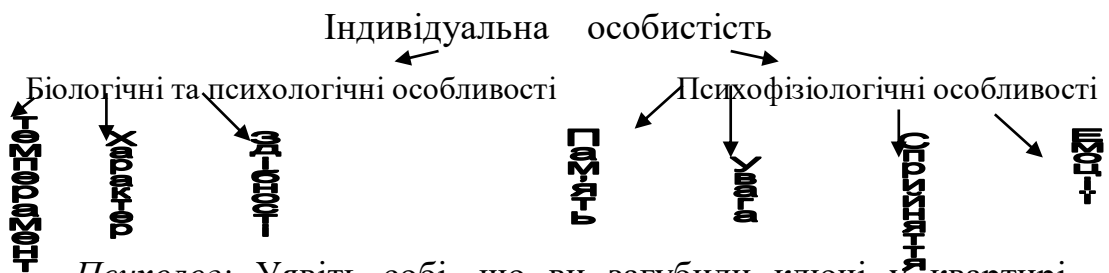 Індивідуальна особистість
Біологічні та психологічні особливості
Психофізіологічні особливості
Темперамент
Характер
Здібності
Пам'ять
Увага
Сприйняття
Емоції
Психолог: Уявіть собі, що ви загубили ключі у квартирі